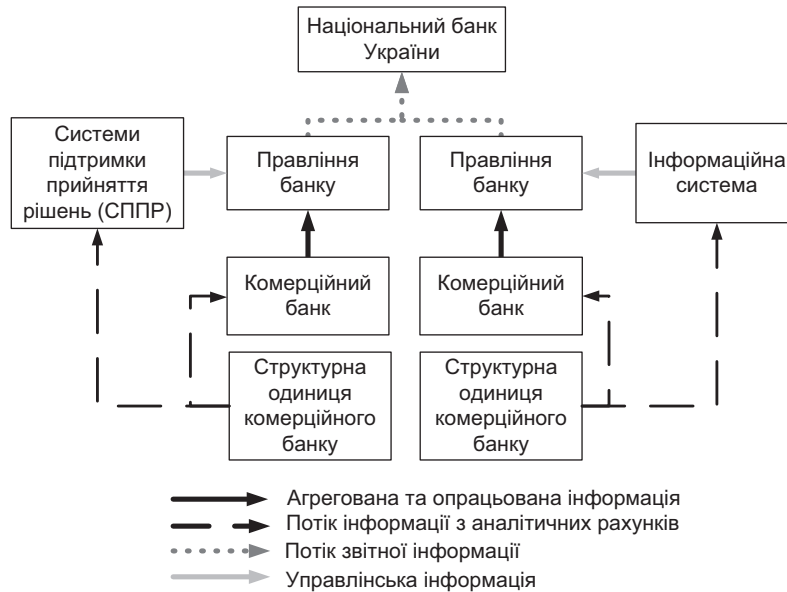 Національний банк
України
Системи
підтримки
прийняття
рішень (СППР)
Правління
банку
Правління
банку
Інформаційна
система
Комерційний
банк
Комерційний
банк
Структурна
одиниця
комерційного
банку
Структурна
одиниця
комерційного
банку
Агрегована та опрацьована інформація
Потік інформації з аналітичних рахунків
Потік звітної інформації
Управлінська інформація